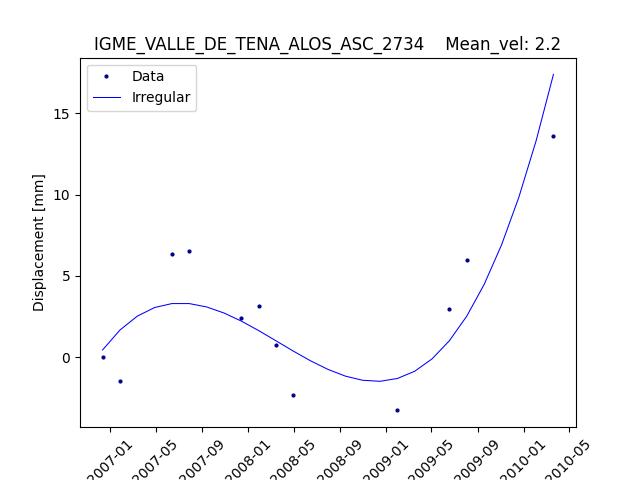 IGME_VALLE_DE_TENA_ALOS_ASC_2734    Mean_vel: 2.2
Data
Irregular
Displacement [mm]
15
10
5
0
2007-01 2007-05 2007-09 2008-01 2008-05 2008-09 2009-01 2009-05 2009-09 2010-01 2010-05